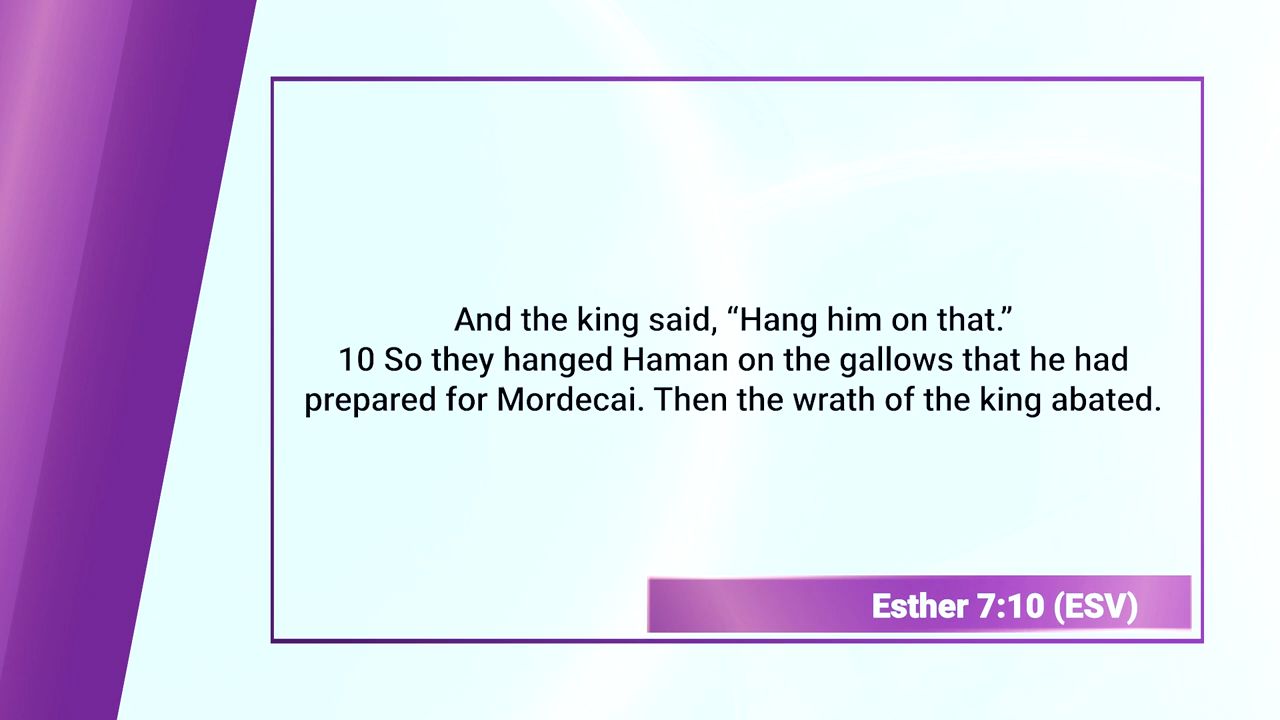 And the king said, “Hang him on that.”
10 So they hanged Haman on the gallows that he had
prepared for Mordecai. Then the wrath of the king abated.
Esther 7:10 (ESV)